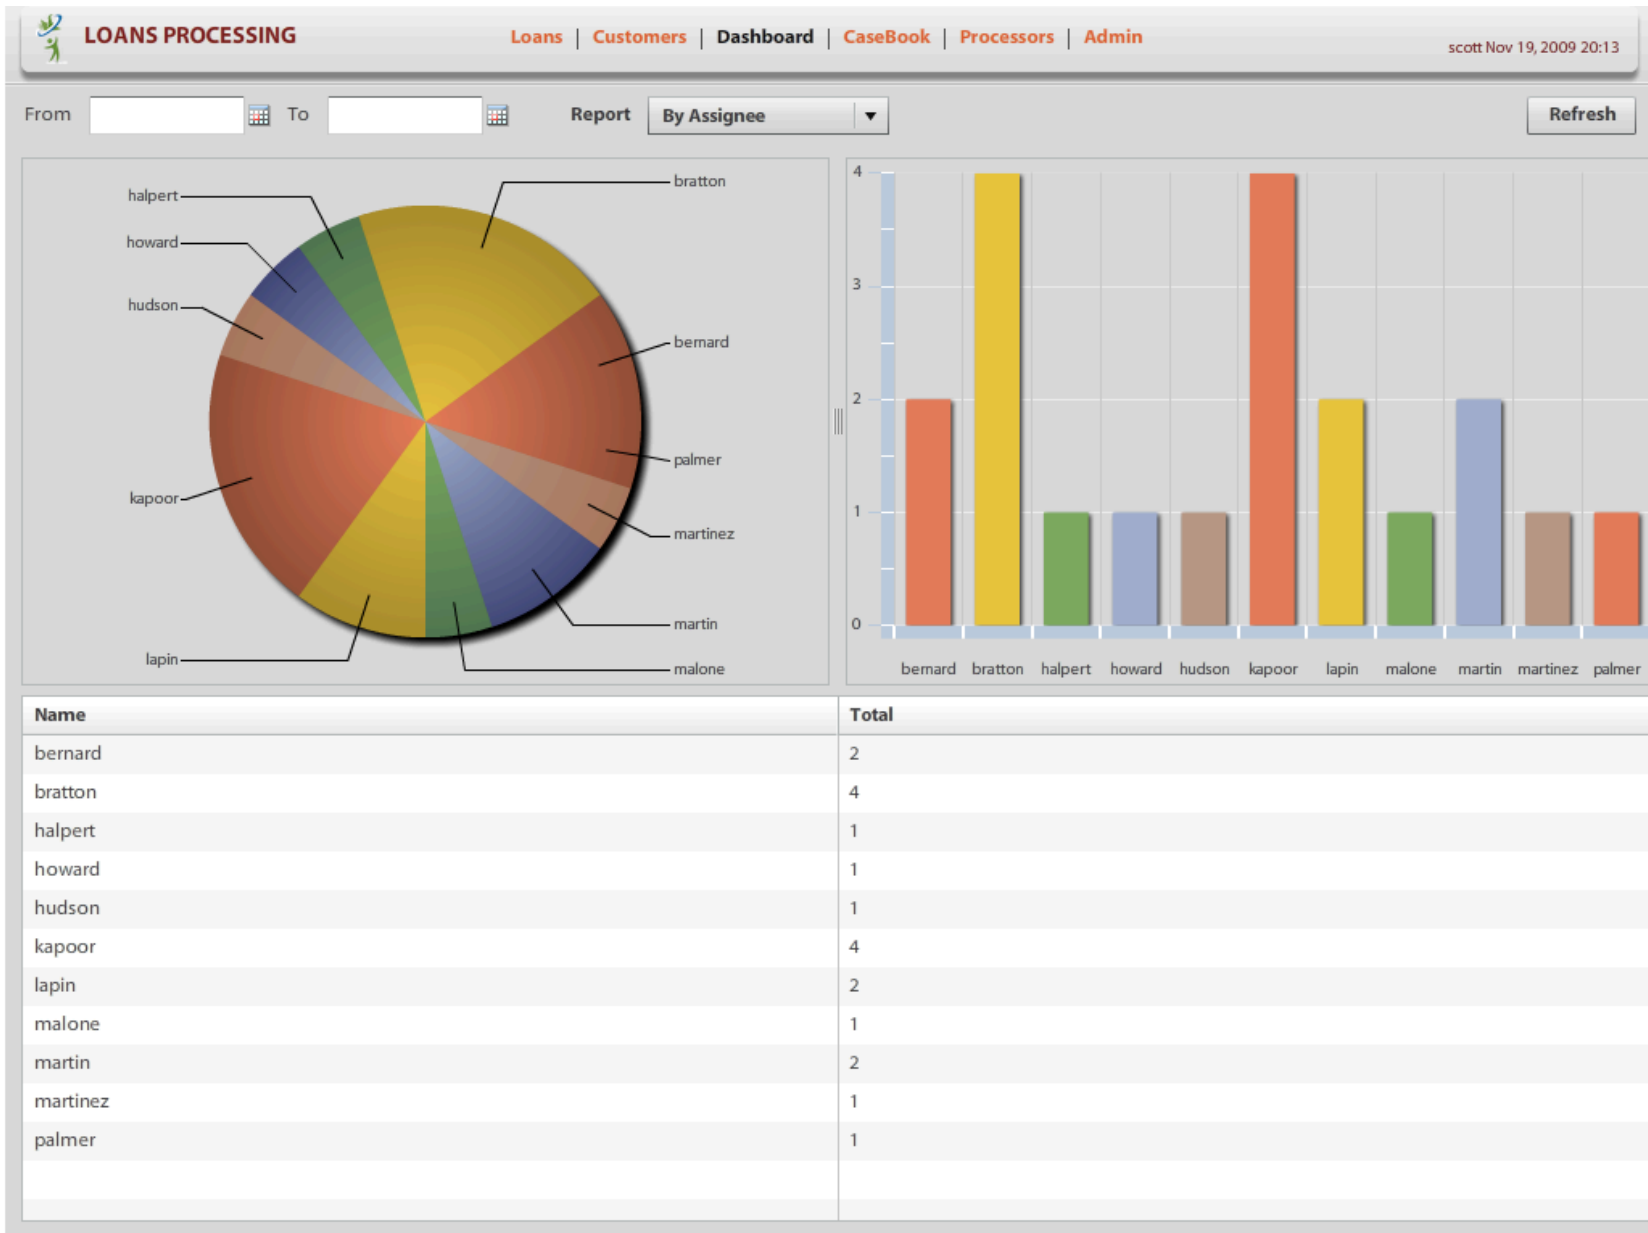 LOANS PROCESSING
Loans | Customers | Dashboard | CaseBook | Processors | Admin
scott Nov 19, 2009 20:13
From To Report By Assignee Refresh
halpert
bratton
howard
hudson
bernard
palmer
kapoor
martinez
martin
lapin
malone
4
3
2
1
0
bernard bratton halpert howard hudson kapoor lapin malone martin martinez palmer
Name Total
bernard 2
bratton 4
halpert 1
howard 1
hudson 1
kapoor 4
lapin 2
malone 1
martin 2
martinez 1
palmer 1